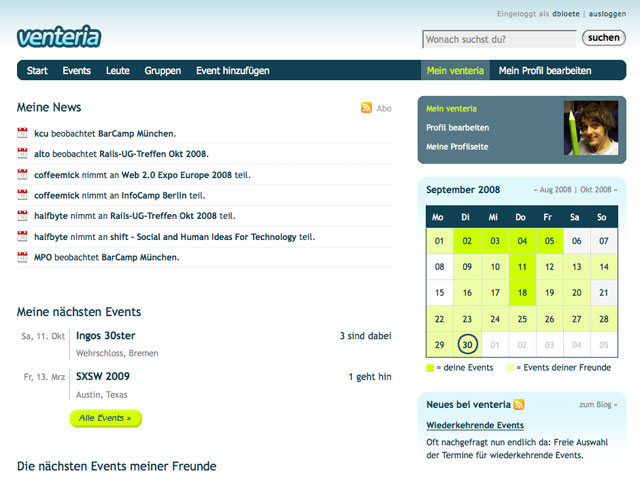 Eingeloggt als dbloete | ausloggen
venteria
Wonach suchst du?
suchen
Start Events Leute Gruppen Event hinzufügen Mein venteria Mein Profil bearbeiten
Meine News
Abo
kcu beobachtet BarCamp München.
alto beobachtet Rails-UG-Treffen Okt 2008.
coffeemick nimmt an Web 2.0 Expo Europe 2008 teil.
coffeemick nimmt an InfoCamp Berlin teil.
halfbyte nimmt an Rails-UG-Treffen Okt 2008 teil.
halfbyte nimmt an shift - Social and Human Ideas For Technology teil.
MPO beobachtet BarCamp München.
Meine nächsten Events
Sa, 11. Okt Ingos 30ster 3 sind dabei
Wehrschloss, Bremen
Fr, 13. Mrz SXSW 2009 1 geht hin
Austin, Texas
Alle Events »
Die nächsten Events meiner Freunde
Mein venteria
Profil bearbeiten
Meine Profilseite
September 2008
« Aug 2008 | Okt 2008 »
Mo Di Mi Do Fr Sa So
01 02 03 04 05 06 07
08 09 10 11 12 13 14
15 16 17 18 19 20 21
22 23 24 25 26 27 28
29 30 01 02 03 04 05
= deine Events = Events deiner Freunde
Neues bei venteria
zum Blog »
Wiederkehrende Events
Oft nachgefragt nun endlich da: Freie Auswahl
der Termine für wiederkehrende Events.